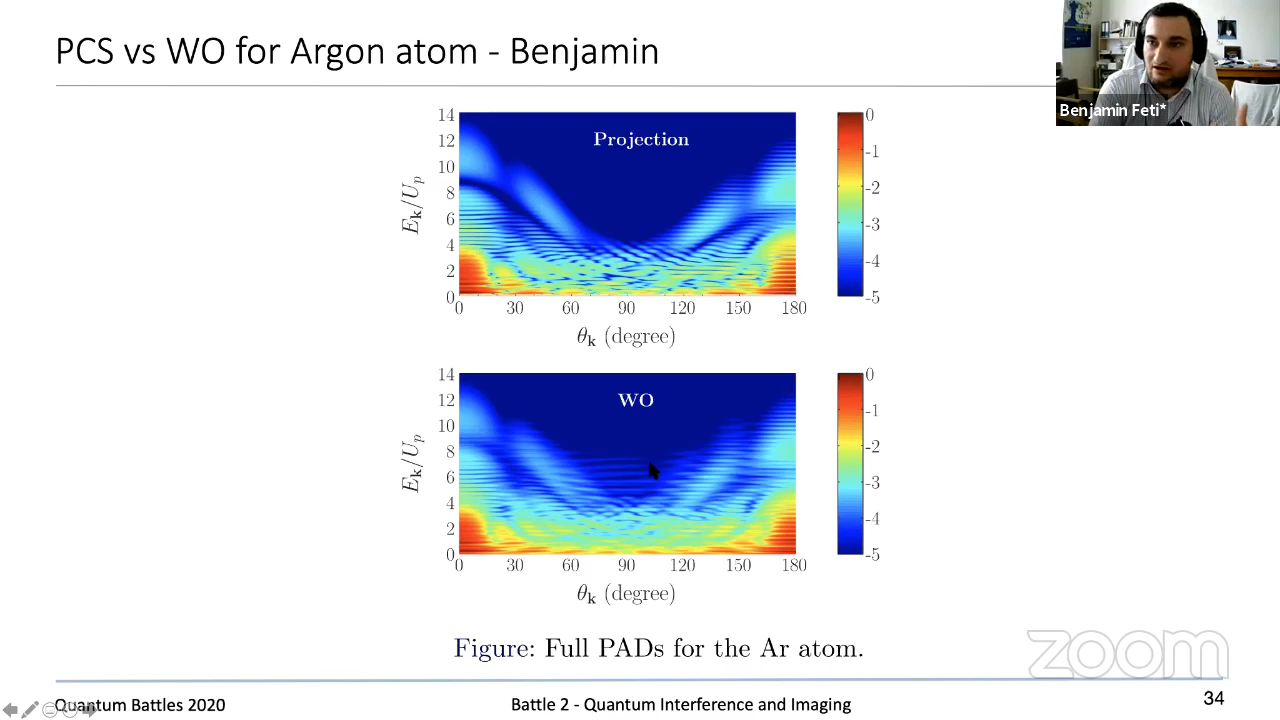 PCS vs WO for Argon atom - Benjamin
Benjamin Feti*
14
12
10
8
6
4
2
0
E_k/U_p
Projection
0 30 60 90 120 150 180
θ_k (degree)
0
-1
-2
-3
-4
-5
14
12
10
8
6
4
2
0
E_k/U_p
WO
0 30 60 90 120 150 180
θ_k (degree)
0
-1
-2
-3
-4
-5
Figure: Full PADs for the Ar atom.
zoom
Quantum Battles 2020
Battle 2 - Quantum Interference and Imaging
34